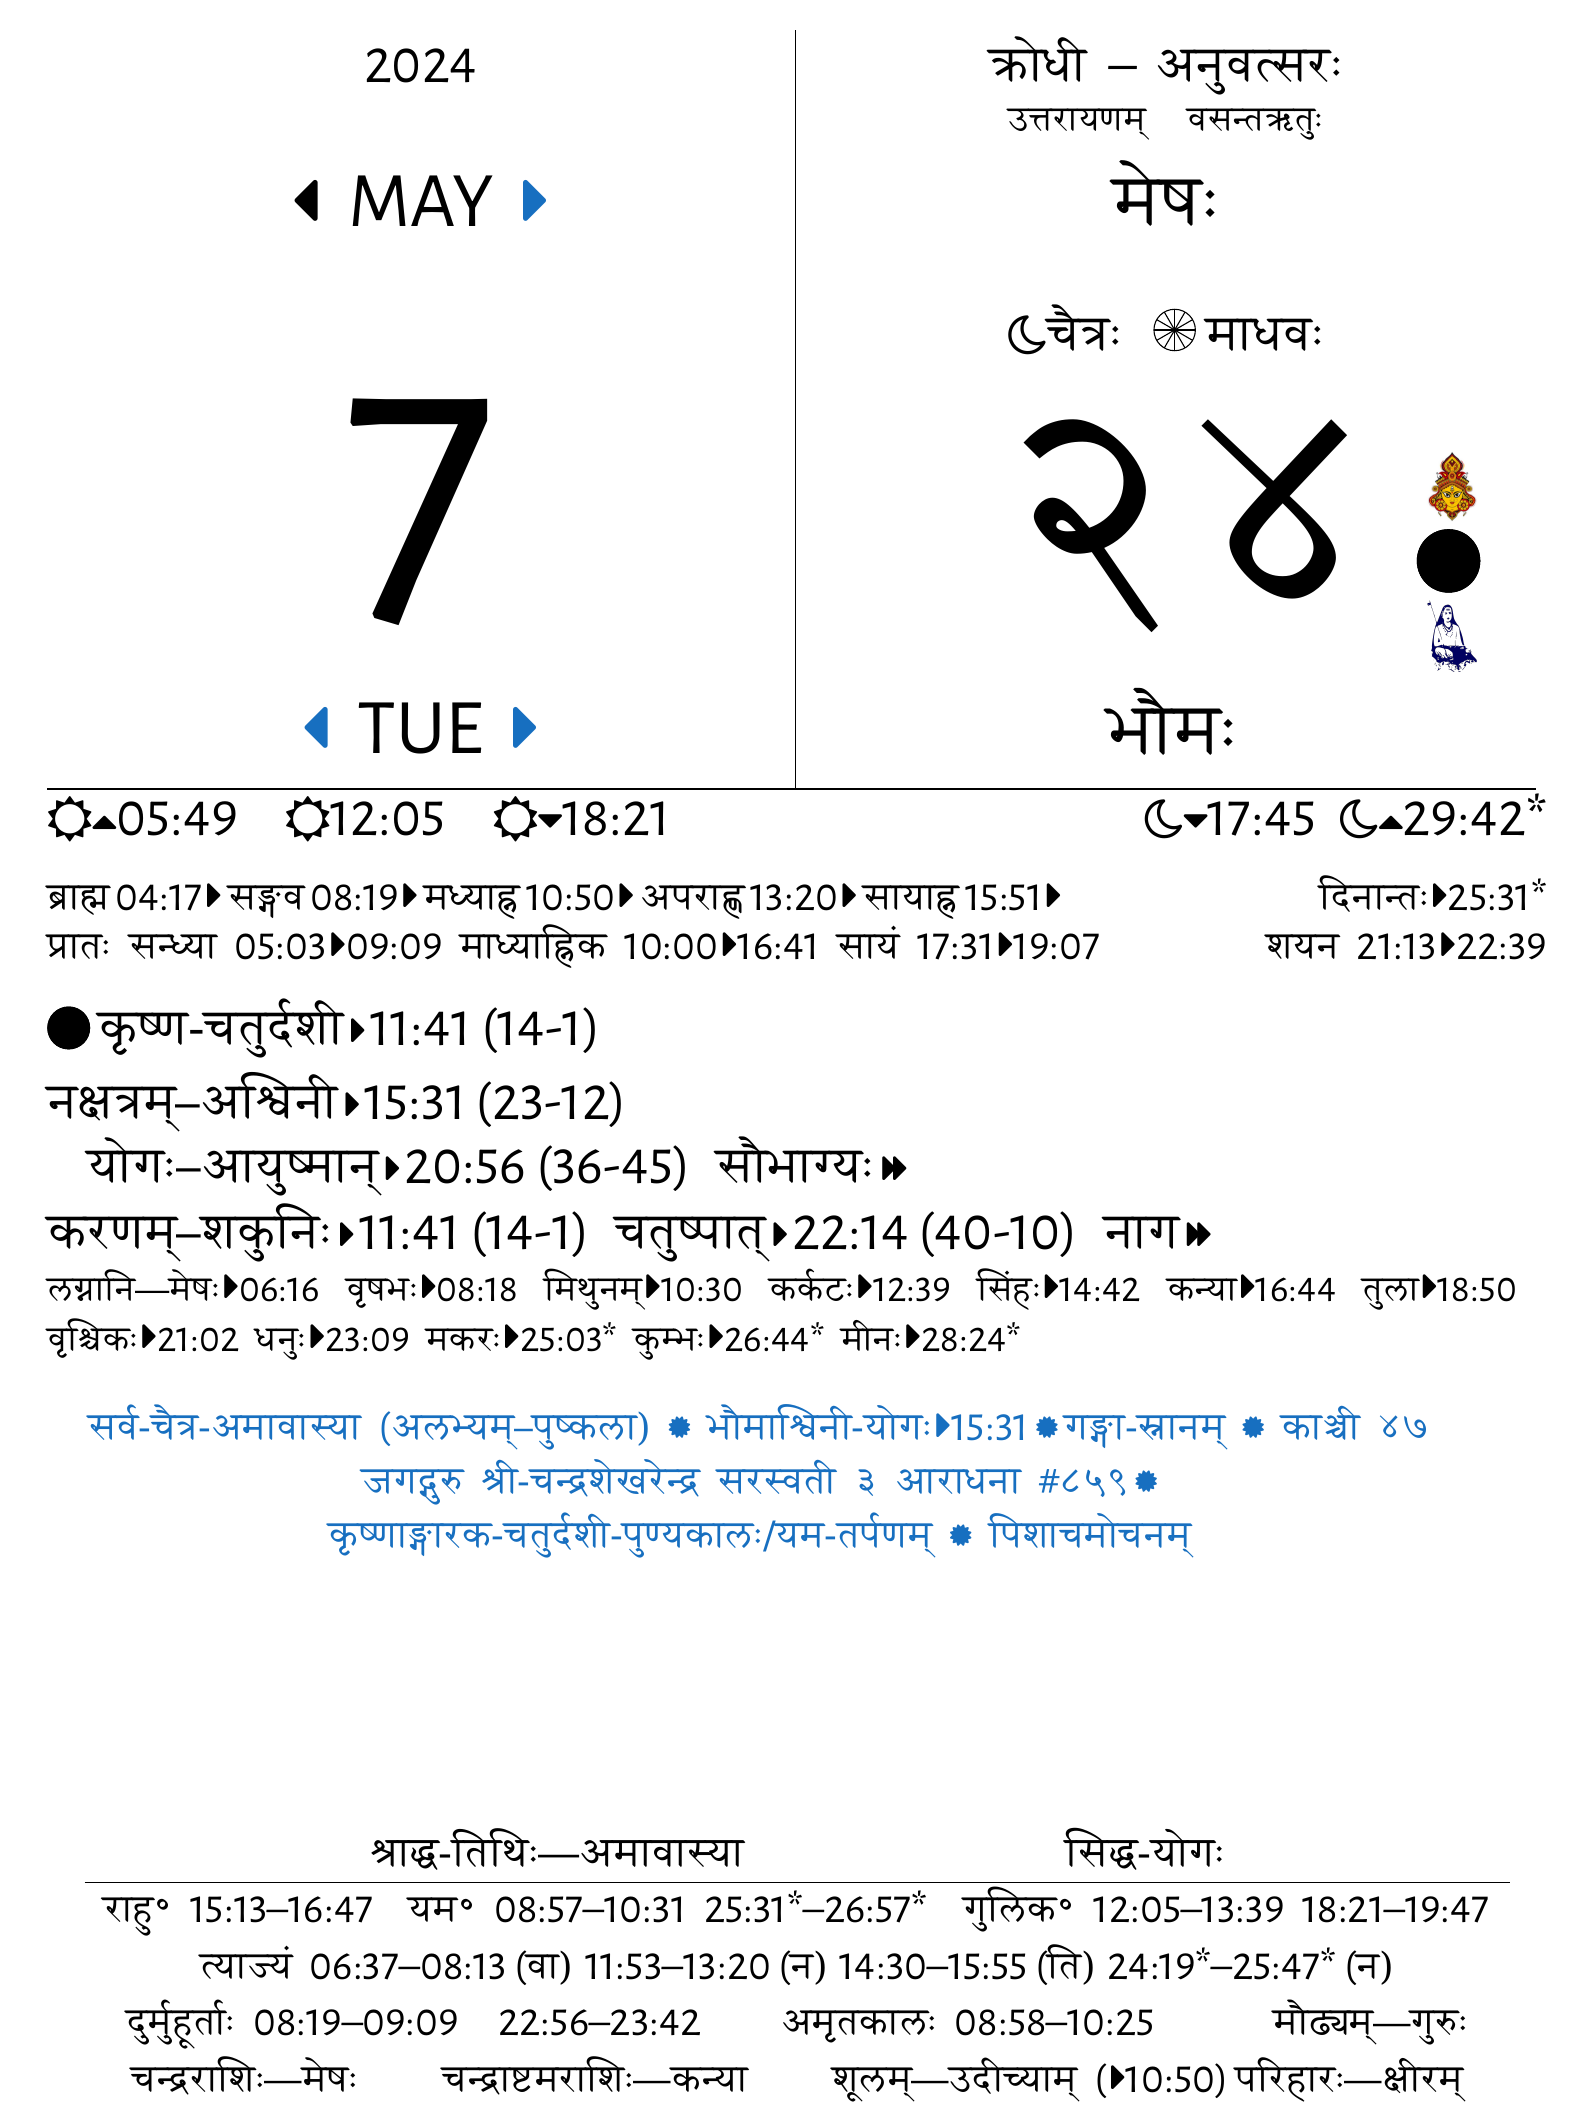 2024
MAY
7
TUE
क्रोधी – अनुवत्सरः
उत्तरायणम् वसन्तऋतुः
मेषः
चैत्रः माधवः
२४
भौमः
05:49 12:05 18:21 17:45 29:42*
ब्राह्म 04:17 सङ्गव 08:19 मध्याह्न 10:50 अपराह्ण 13:20 सायाह्न 15:51 दिनान्तः 25:31*
प्रातः सन्ध्या 05:03 09:09 माध्याह्निक 10:00 16:41 सायं 17:31 19:07 शयन 21:13 22:39
कृष्ण-चतुर्दशी 11:41 (14-1)
नक्षत्रम्–अश्विनी 15:31 (23-12)
योगः–आयुष्मान् 20:56 (36-45) सौभाग्यः
करणम्–शकुनिः 11:41 (14-1) चतुष्पात् 22:14 (40-10) नाग
लग्नानि—मेषः 06:16 वृषभः 08:18 मिथुनम् 10:30 कर्कटः 12:39 सिंहः 14:42 कन्या 16:44 तुला 18:50
वृश्चिकः 21:02 धनुः 23:09 मकरः 25:03* कुम्भः 26:44* मीनः 28:24*
सर्व-चैत्र-अमावास्या (अलभ्यम्–पुष्कला) भौमाश्विनी-योगः 15:31 गङ्गा-स्नानम् काञ्ची ४७
जगद्गुरु श्री-चन्द्रशेखरेन्द्र सरस्वती ३ आराधना #८५९
कृष्णाङ्गारक-चतुर्दशी-पुण्यकालः/यम-तर्पणम् पिशाचमोचनम्
श्राद्ध-तिथिः—अमावास्या सिद्ध-योगः
राहु॰ 15:13–16:47 यम॰ 08:57–10:31 25:31*–26:57* गुलिक॰ 12:05–13:39 18:21–19:47
त्याज्यं 06:37–08:13 (वा) 11:53–13:20 (न) 14:30–15:55 (ति) 24:19*–25:47* (न)
दुर्मुहूर्ताः 08:19–09:09 22:56–23:42 अमृतकालः 08:58–10:25 मौढ्यम्—गुरुः
चन्द्रराशिः—मेषः चन्द्राष्टमराशिः—कन्या शूलम्—उदीच्याम् (10:50) परिहारः—क्षीरम्